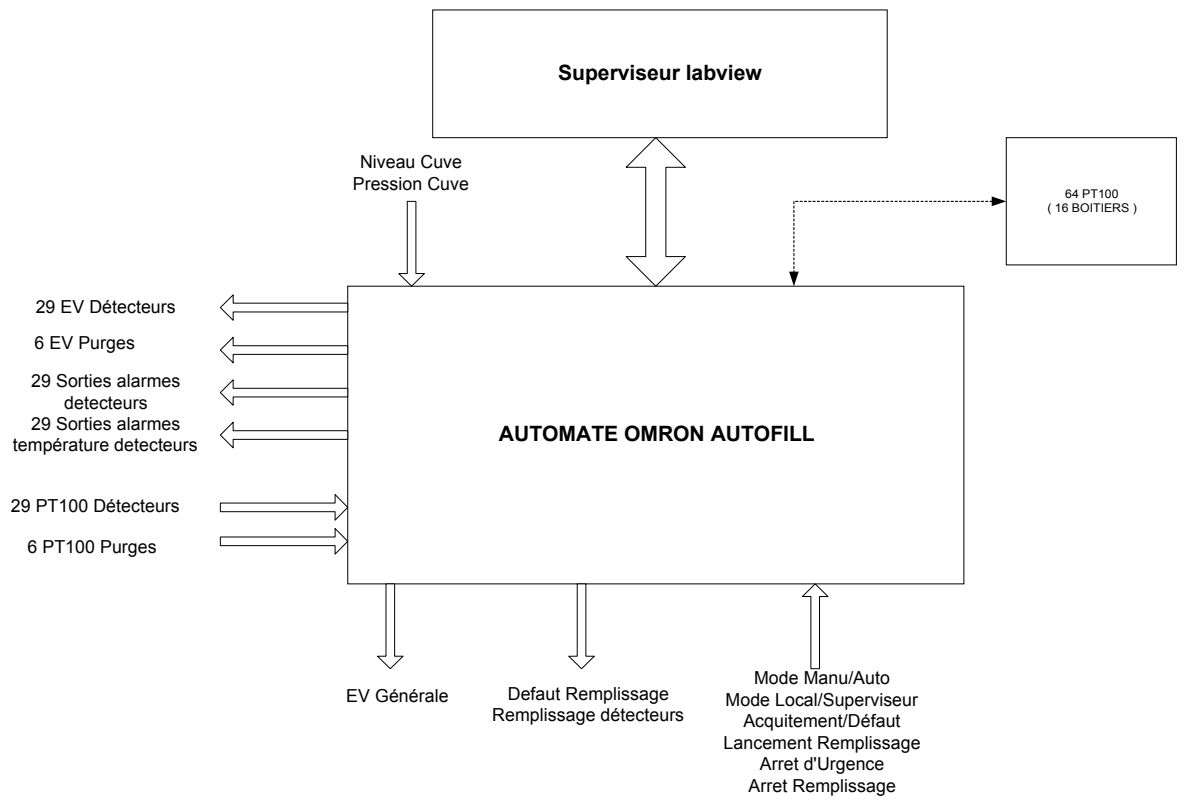 Superviseur labview
Niveau Cuve
Pression Cuve
64 PT100
( 16 BOITIERS )
29 EV Détecteurs
6 EV Purges
29 Sorties alarmes
detecteurs
29 Sorties alarmes
température detecteurs
AUTOMATE OMRON AUTOFILL
29 PT100 Détecteurs
6 PT100 Purges
EV Générale
Defaut Remplissage
Remplissage détecteurs
Mode Manu/Auto
Mode Local/Superviseur
Acquitement/Défaut
Lancement Remplissage
Arret d'Urgence
Arret Remplissage